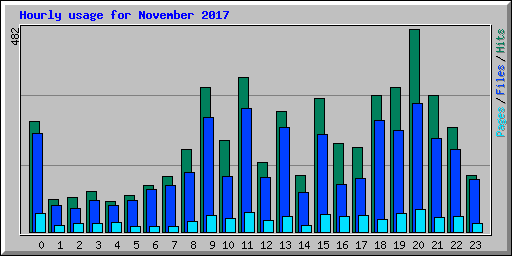 Hourly usage for November 2017
482
Pages / Files / Hits
0 1 2 3 4 5 6 7 8 9 10 11 12 13 14 15 16 17 18 19 20 21 22 23